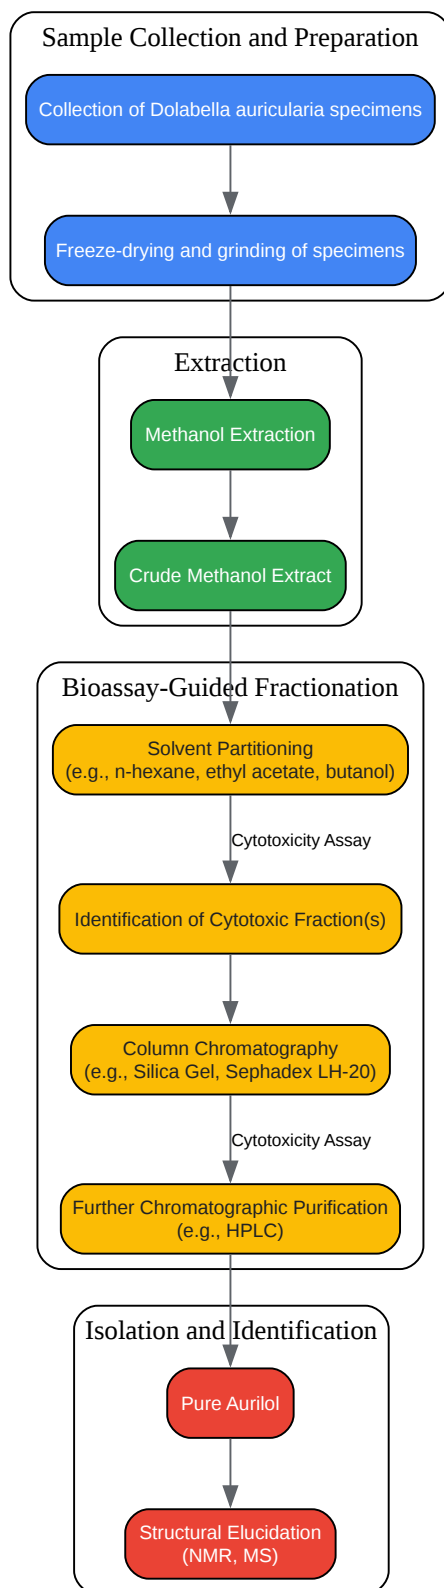 Sample Collection and Preparation
Collection of Dolabella auricularia specimens
Freeze-drying and grinding of specimens
Extraction
Methanol Extraction
Crude Methanol Extract
Bioassay-Guided Fractionation
Solvent Partitioning
(e.g., n-hexane, ethyl acetate, butanol)
Cytotoxicity Assay
Identification of Cytotoxic Fraction(s)
Column Chromatography
(e.g., Silica Gel, Sephadex LH-20)
Cytotoxicity Assay
Further Chromatographic Purification
(e.g., HPLC)
Isolation and Identification
Pure Aurilol
Structural Elucidation
(NMR, MS)